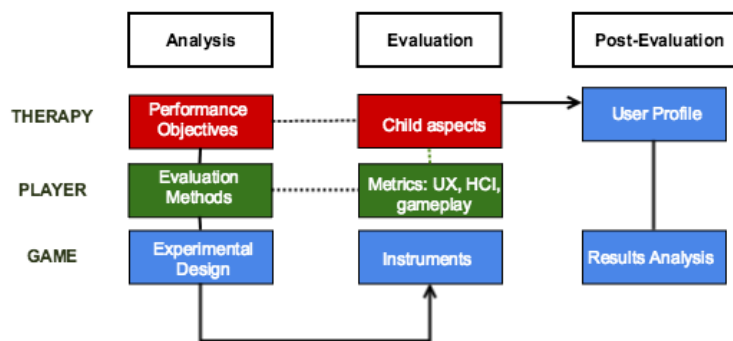 Analysis
Evaluation
Post-Evaluation
THERAPY
Performance
Objectives
Child aspects
User Profile
PLAYER
Evaluation
Methods
Metrics: UX, HCI,
gameplay
GAME
Experimental
Design
Instruments
Results Analysis